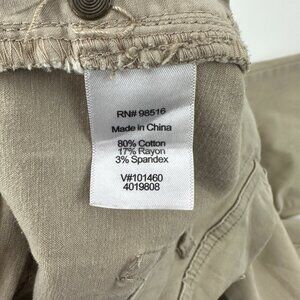 RN# 98516
Made in China
80% Cotton
17% Rayon
3% Spandex
V#101460
4019808